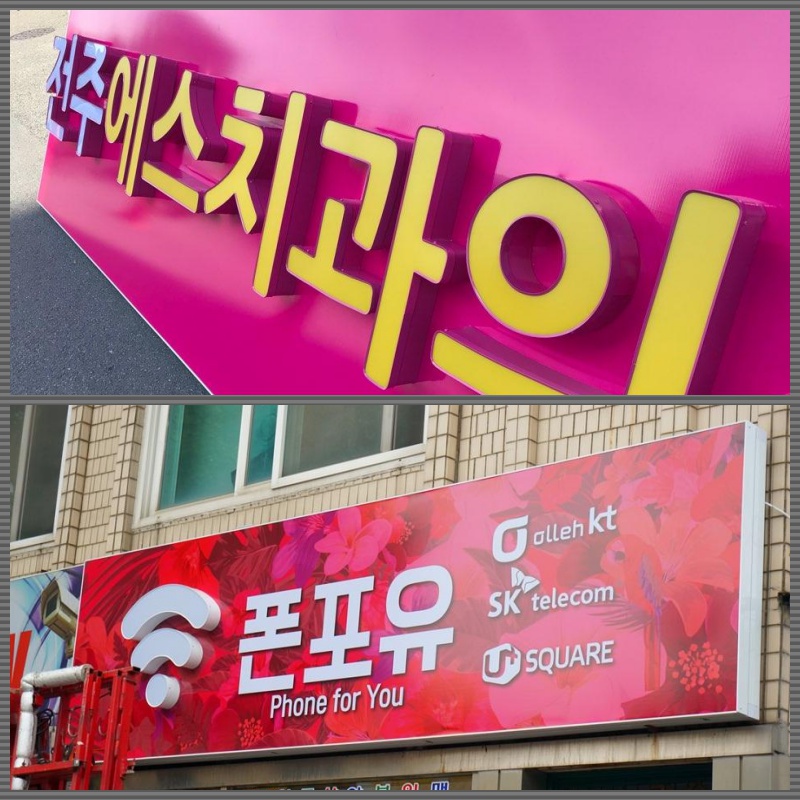 전주에스치과의
폰포유
Phone for You
olleh kt
SK telecom
U+ SQUARE